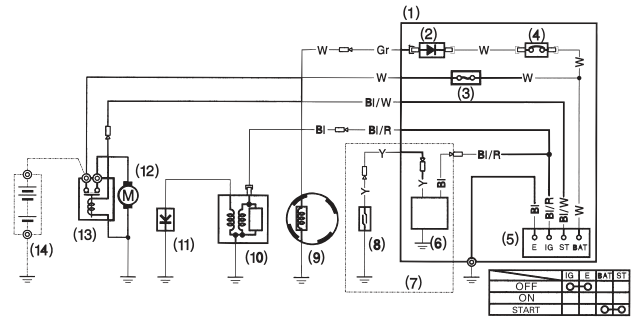 (1)
(2)
(4)
W
Gr
W
W
W
W
(3)
Bl/W
Bl
Bl/R
Y
Bl/R
(12)
M
Y
Y
Bl
Bl
Bl/R
Bl/W
W
(14)
(13)
(11)
(10)
(9)
(8)
(6)
(5)
E IG ST BAT
(7)
IG E BAT ST
OFF
ON
START